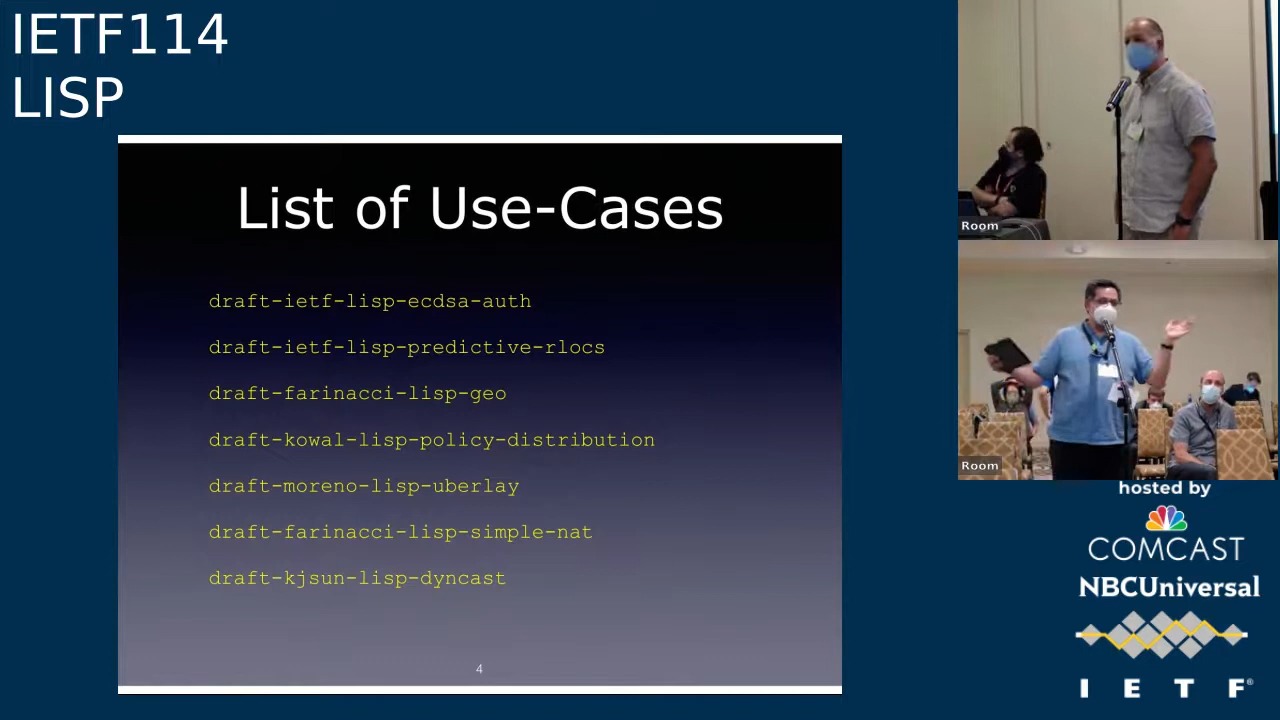 IETF114
LISP
List of Use-Cases
draft-ietf-lisp-ecdsa-auth
draft-ietf-lisp-predictive-rlocs
draft-farinacci-lisp-geo
draft-kowal-lisp-policy-distribution
draft-moreno-lisp-uberlay
draft-farinacci-lisp-simple-nat
draft-kjsun-lisp-dyncast
4
Room
Room
hosted by
COMCAST
NBCUniversal
I E T F®